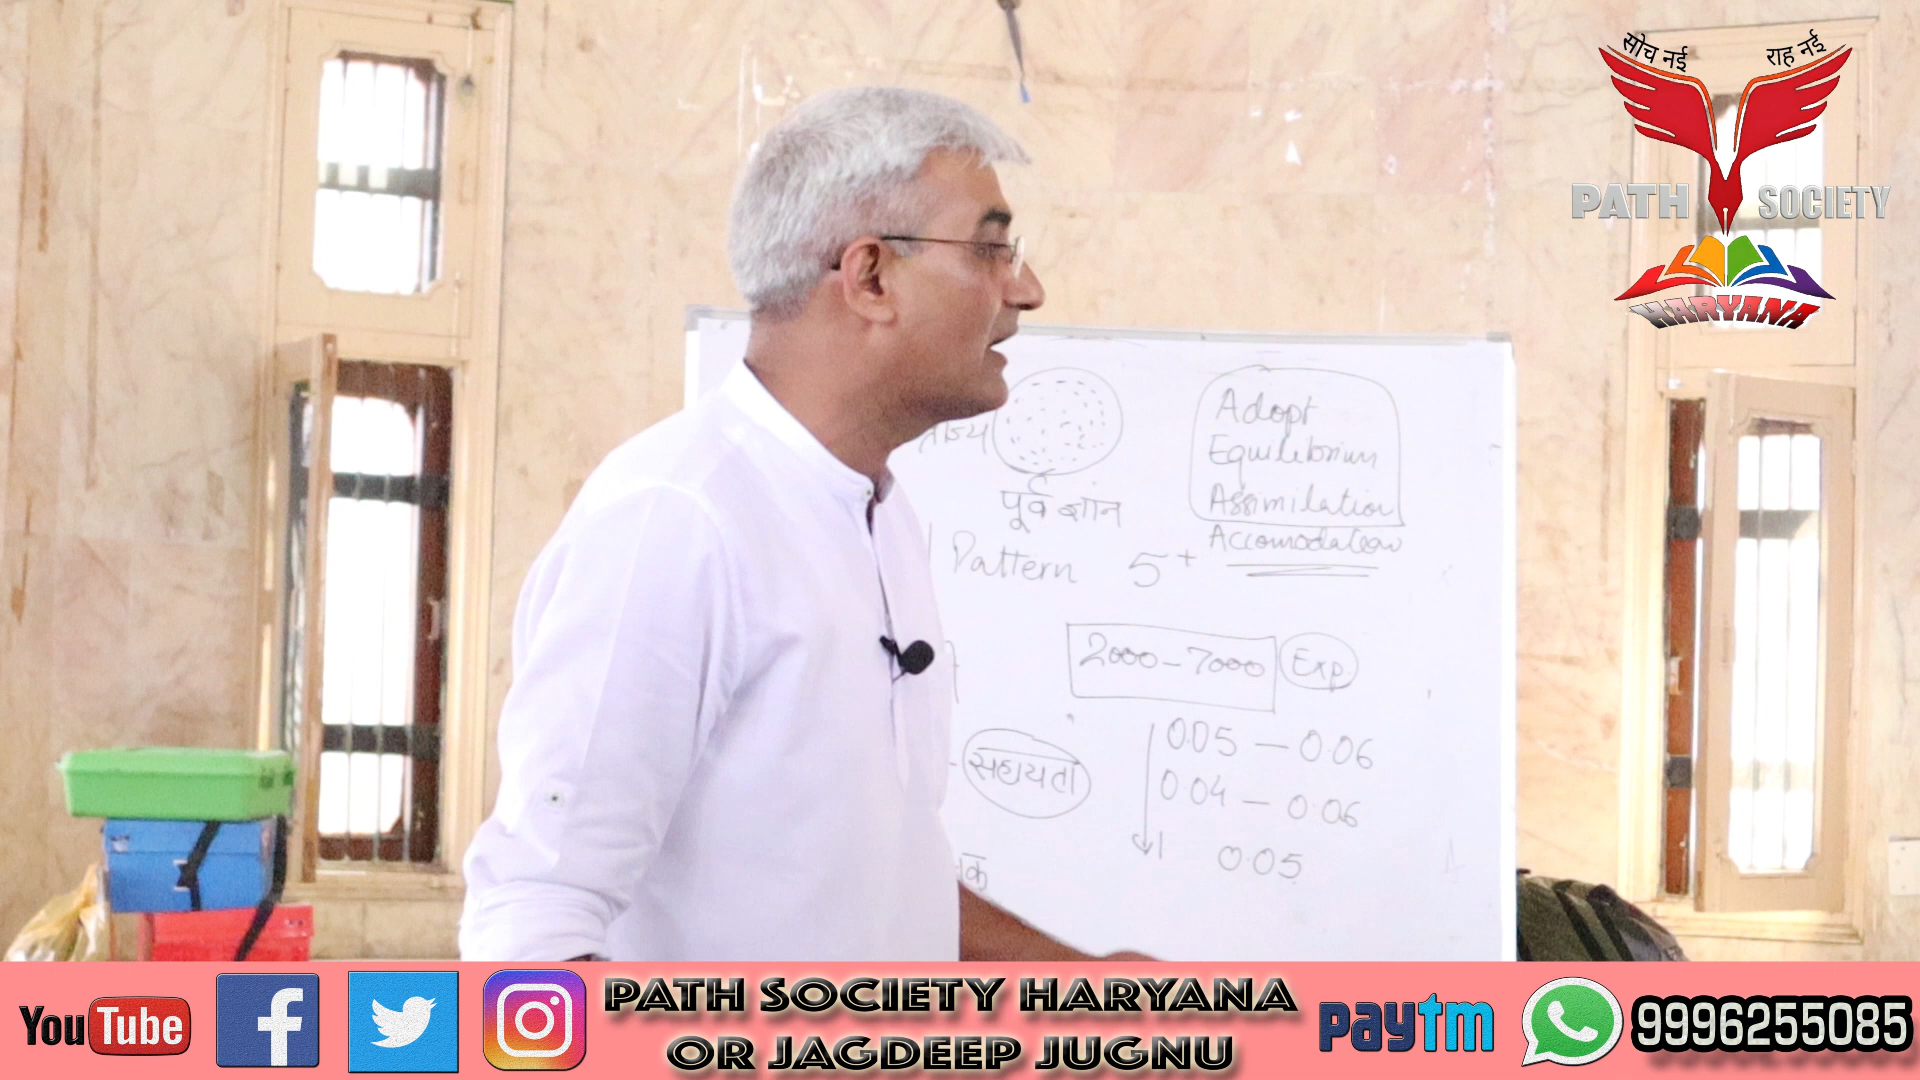 सोच नई राह नई
PATH SOCIETY
HARYANA
पूर्व ज्ञान
Adopt
Equilibrium
Assimilation
Accomodation
Pattern 5+
2000-7000 Exp
0.05 - 0.06
0.04 - 0.06
0.05
सहायता
YouTube
PATH SOCIETY HARYANA
OR JAGDEEP JUGNU
paytm
9996255085